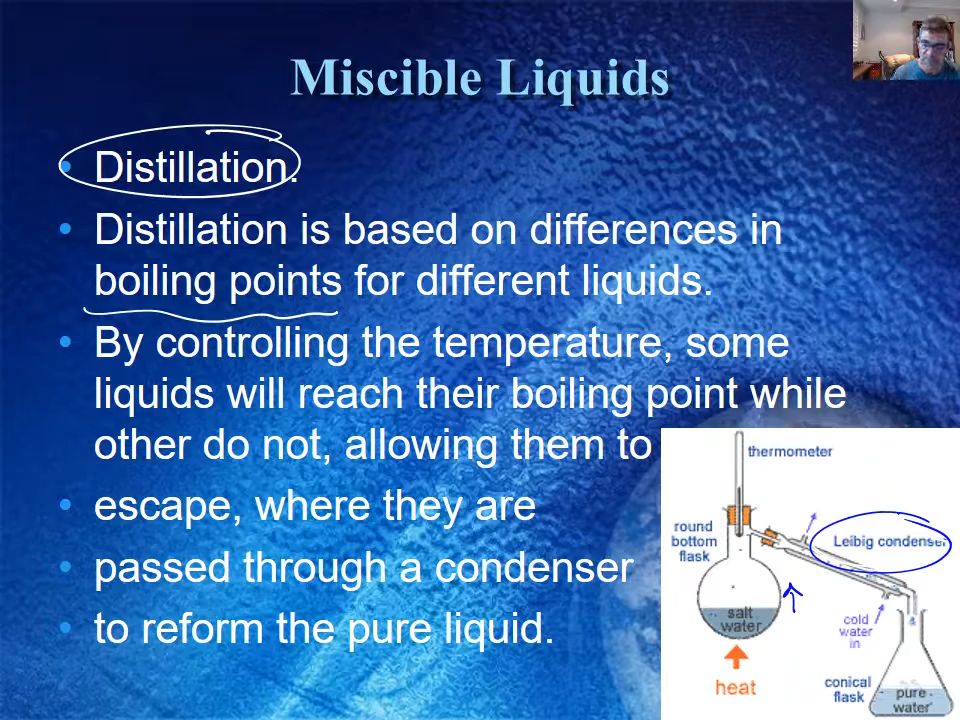 Miscible Liquids
• Distillation.
• Distillation is based on differences in
boiling points for different liquids.
• By controlling the temperature, some
liquids will reach their boiling point while
other do not, allowing them to
• escape, where they are
• passed through a condenser
• to reform the pure liquid.
thermometer
round
bottom
flask
Leibig condenser
salt
water
cold
water
in
heat
conical
flask
pure
water